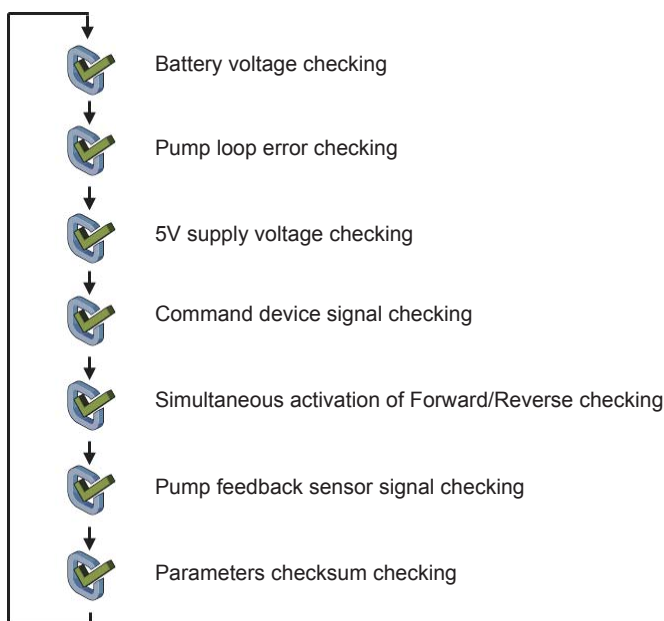 Battery voltage checking
Pump loop error checking
5V supply voltage checking
Command device signal checking
Simultaneous activation of Forward/Reverse checking
Pump feedback sensor signal checking
Parameters checksum checking